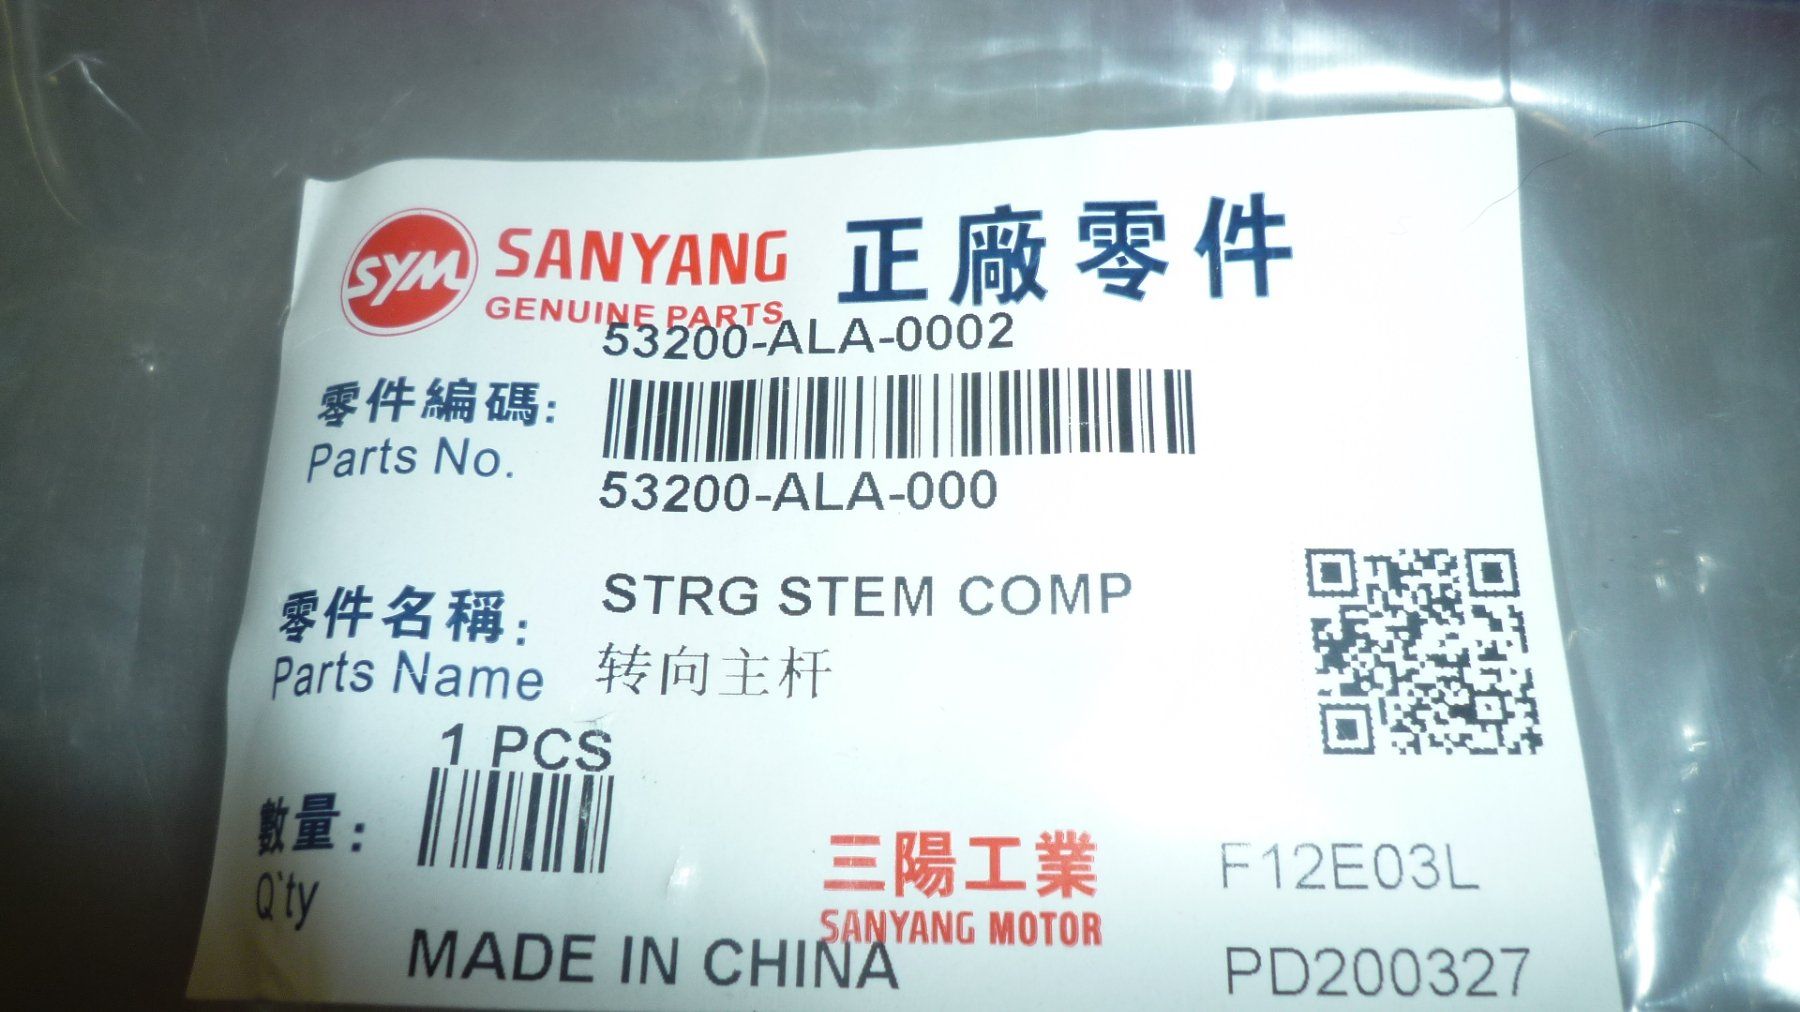 SYM SANYANG 正廠零件
GENUINE PARTS
53200-ALA-0002
零件編碼:
Parts No.
53200-ALA-000
零件名稱:
Parts Name
STRG STEM COMP
转向主杆
1 PCS
數量:
Q`ty
三陽工業
SANYANG MOTOR
F12E03L
MADE IN CHINA
PD200327